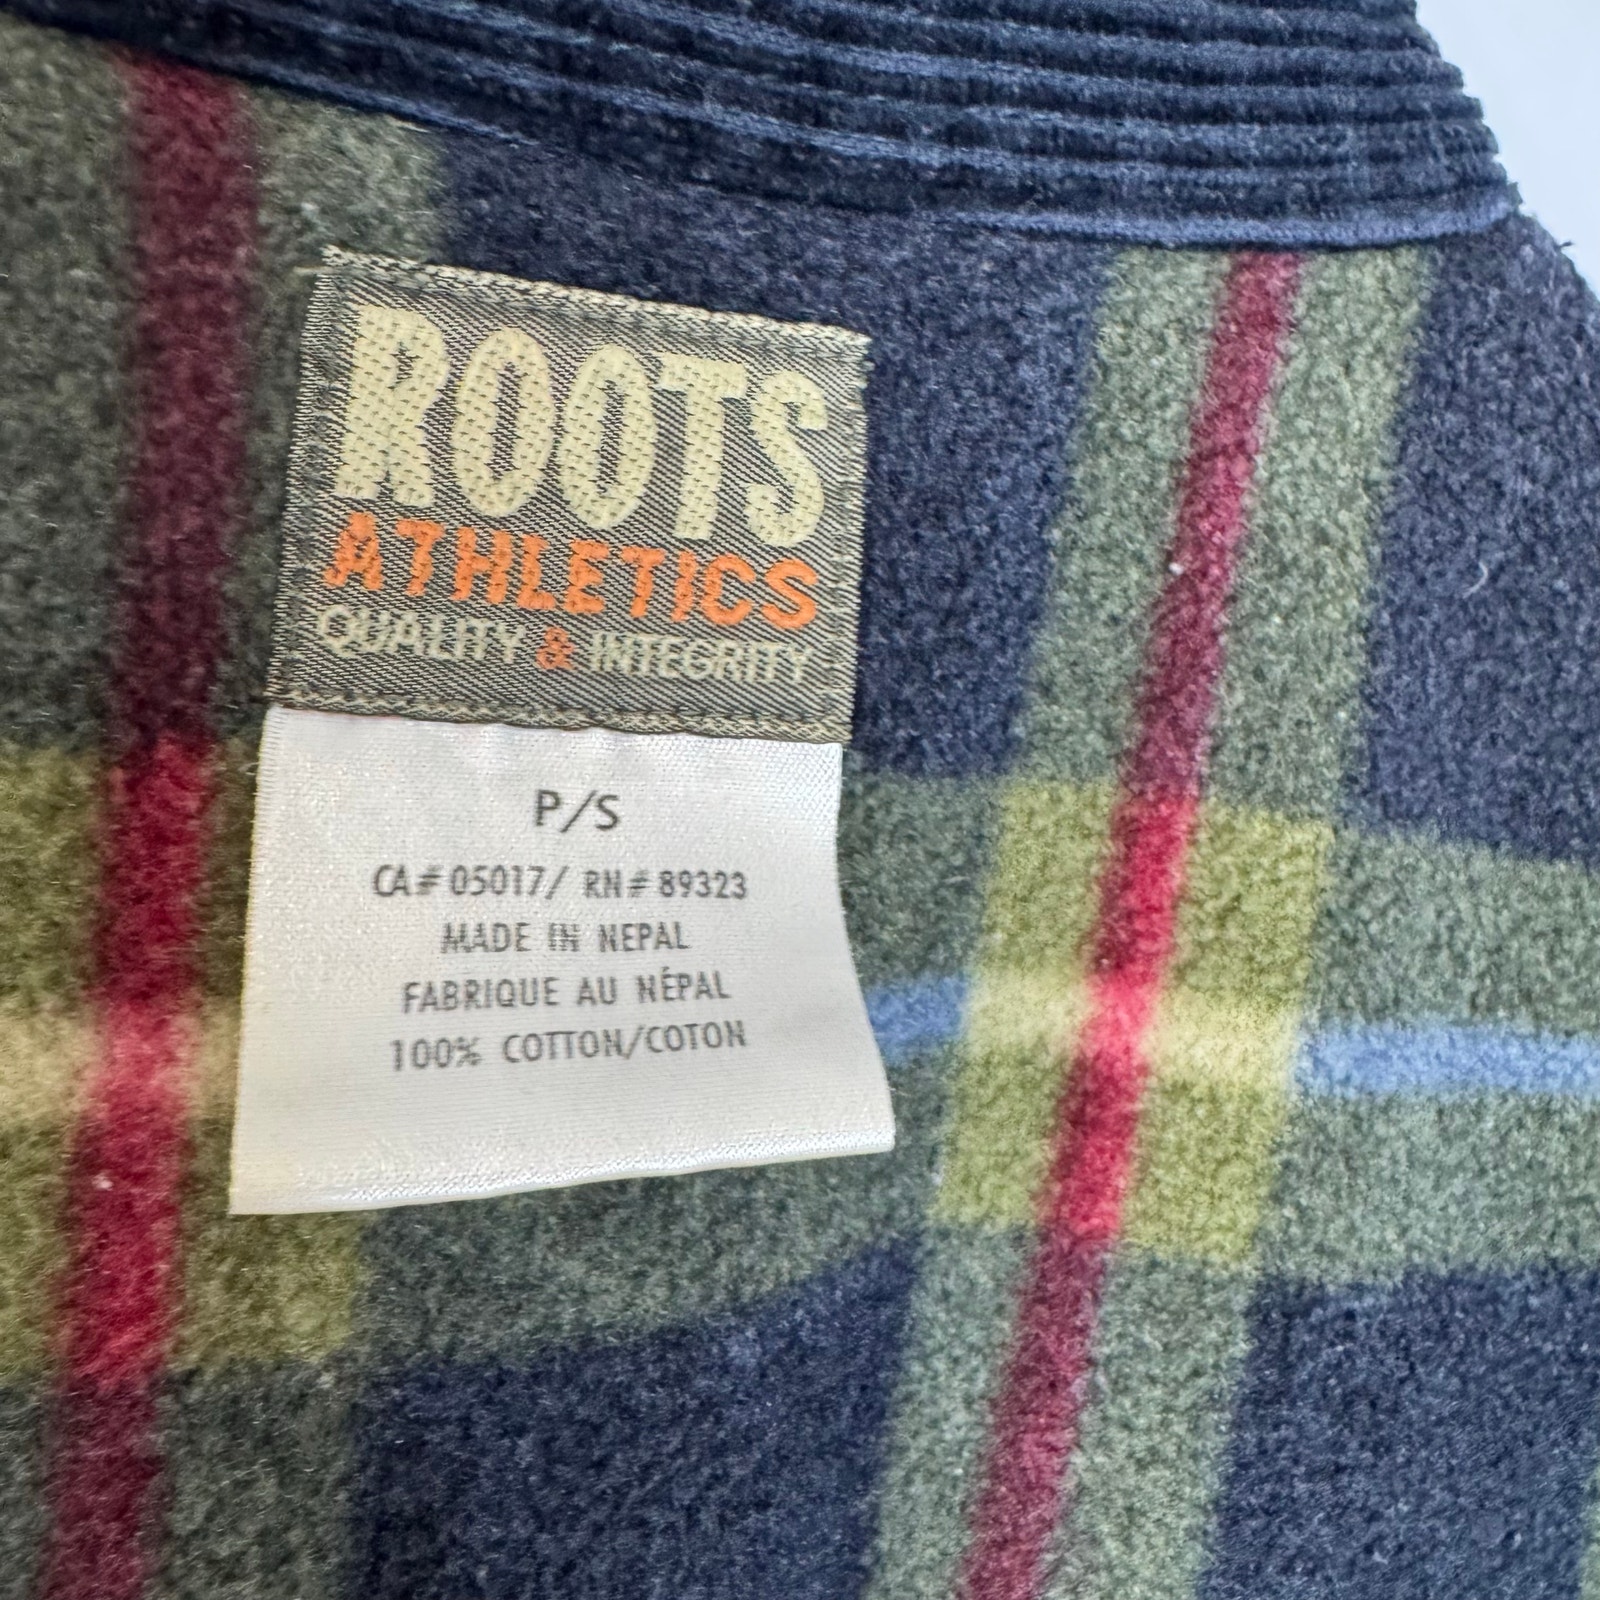 ROOTS
ATHLETICS
QUALITY & INTEGRITY
P/S
CA# 05017/ RN# 89323
MADE IN NEPAL
FABRIQUE AU NÉPAL
100% COTTON/COTON